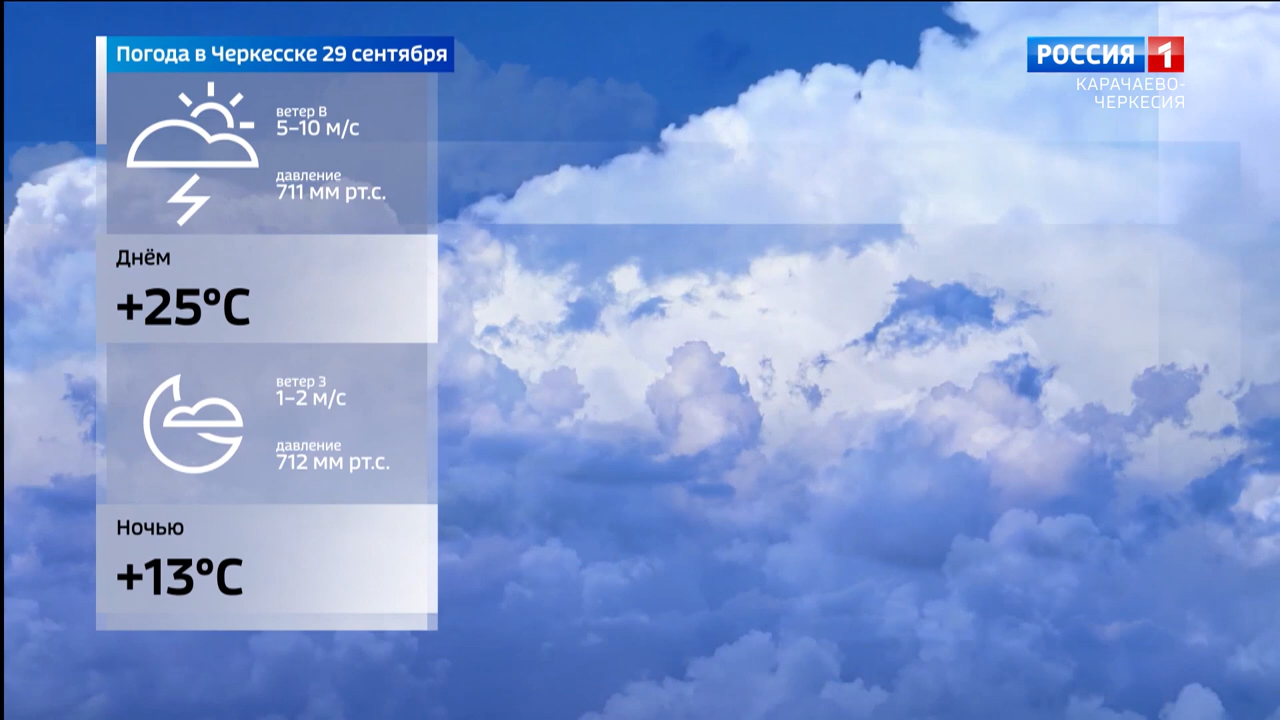 Погода в Черкесске 29 сентября
РОССИЯ 1
КАРАЧАЕВО-
ЧЕРКЕСИЯ
ветер В
5-10 м/с
давление
711 мм рт.с.
Днём
+25°C
ветер З
1-2 м/с
давление
712 мм рт.с.
Ночью
+13°C